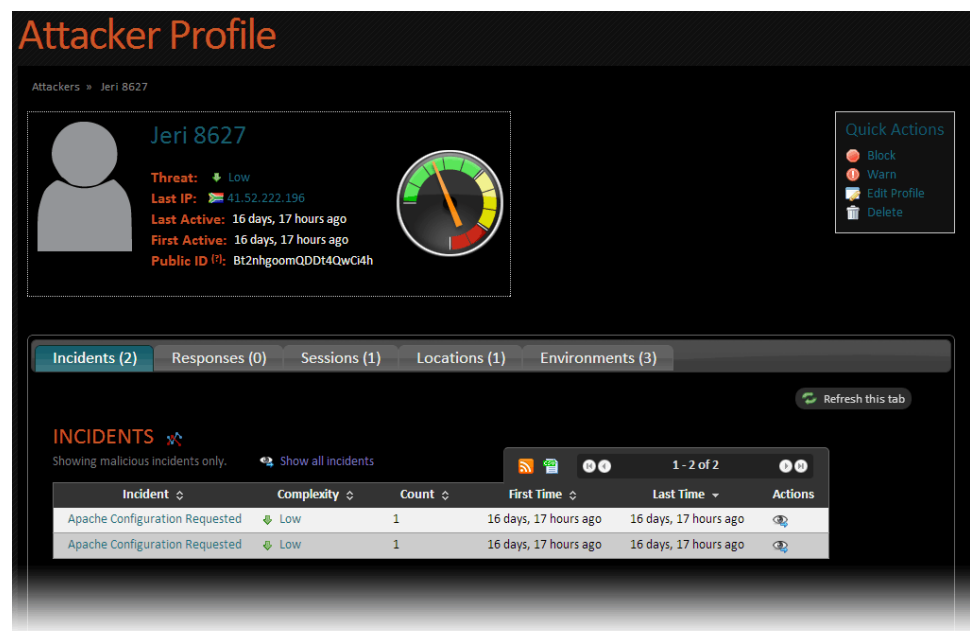 Attacker Profile
Attackers » Jeri 8627
Jeri 8627
Threat: Low
Last IP: 41.52.222.196
Last Active: 16 days, 17 hours ago
First Active: 16 days, 17 hours ago
Public ID (?): Bt2nhgoomQDDt4QwCi4h
Quick Actions
Block
Warn
Edit Profile
Delete
Incidents (2) Responses (0) Sessions (1) Locations (1) Environments (3)
Refresh this tab
INCIDENTS
Showing malicious incidents only. Show all incidents
1 - 2 of 2
Incident Complexity Count First Time Last Time Actions
Apache Configuration Requested Low 1 16 days, 17 hours ago 16 days, 17 hours ago
Apache Configuration Requested Low 1 16 days, 17 hours ago 16 days, 17 hours ago